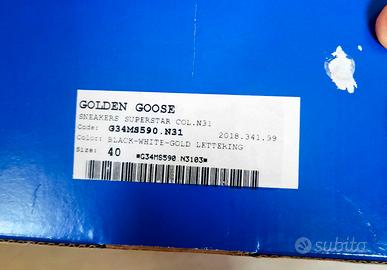 GOLDEN GOOSE
SNEAKERS SUPERSTAR COL.N31
Code: G34MS590.N31 2018.341.99
Color: BLACK-WHITE-GOLD LETTERING
Size: 40 *G34MS590.N3103*
subito